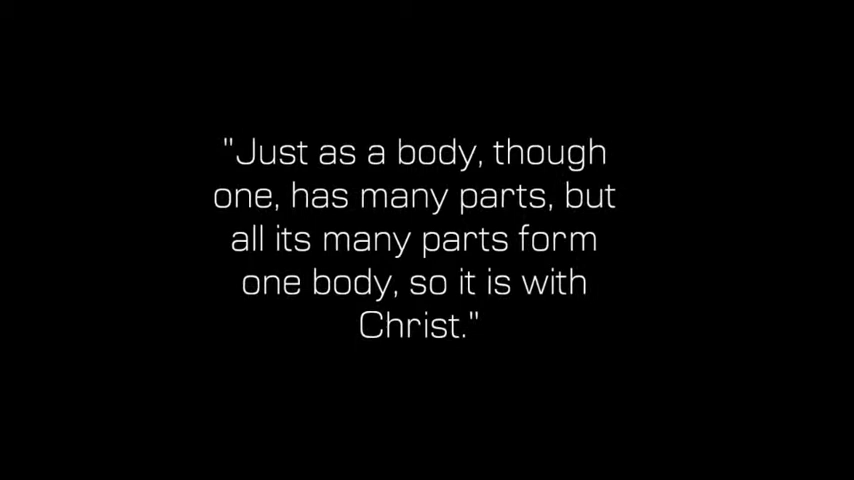 "Just as a body, though
one, has many parts, but
all its many parts form
one body, so it is with
Christ."